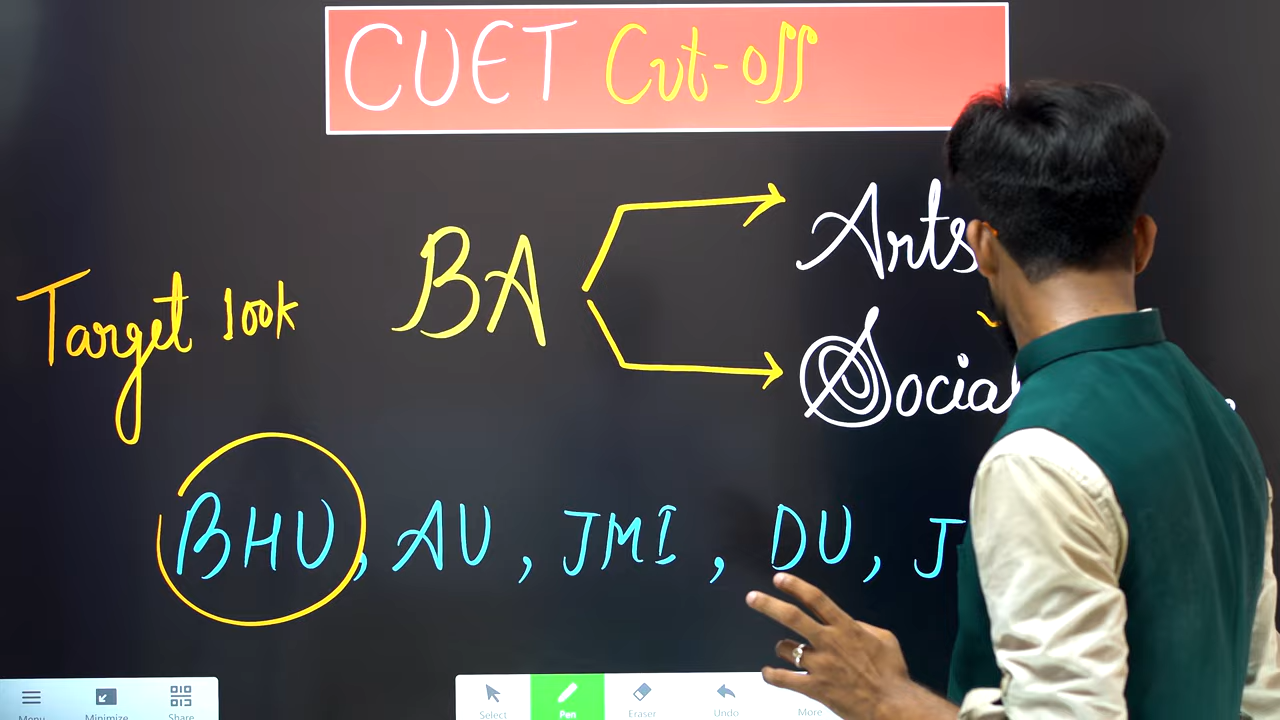 CUET Cut-off
BA
Arts
Social
Target 100k
BHU, AU, JMI, DU, J
Menu Minimize Share Select Pen Eraser Undo More